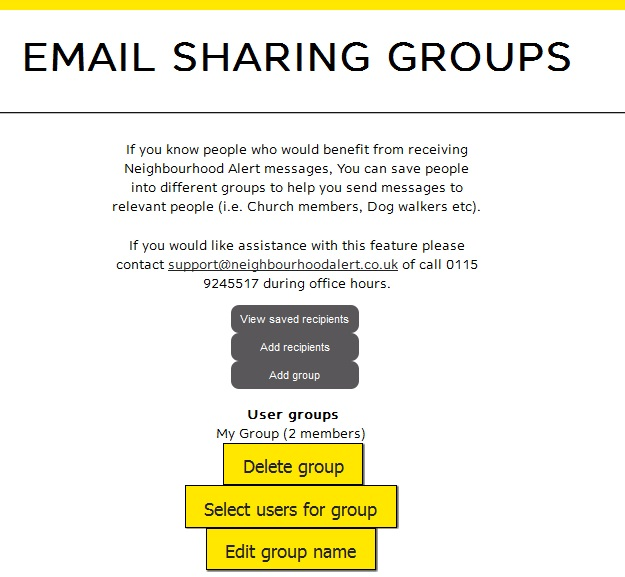 EMAIL SHARING GROUPS
If you know people who would benefit from receiving
Neighbourhood Alert messages, You can save people
into different groups to help you send messages to
relevant people (i.e. Church members, Dog walkers etc).
If you would like assistance with this feature please
contact support@neighbourhoodalert.co.uk of call 0115
9245517 during office hours.
View saved recipients
Add recipients
Add group
User groups
My Group (2 members)
Delete group
Select users for group
Edit group name